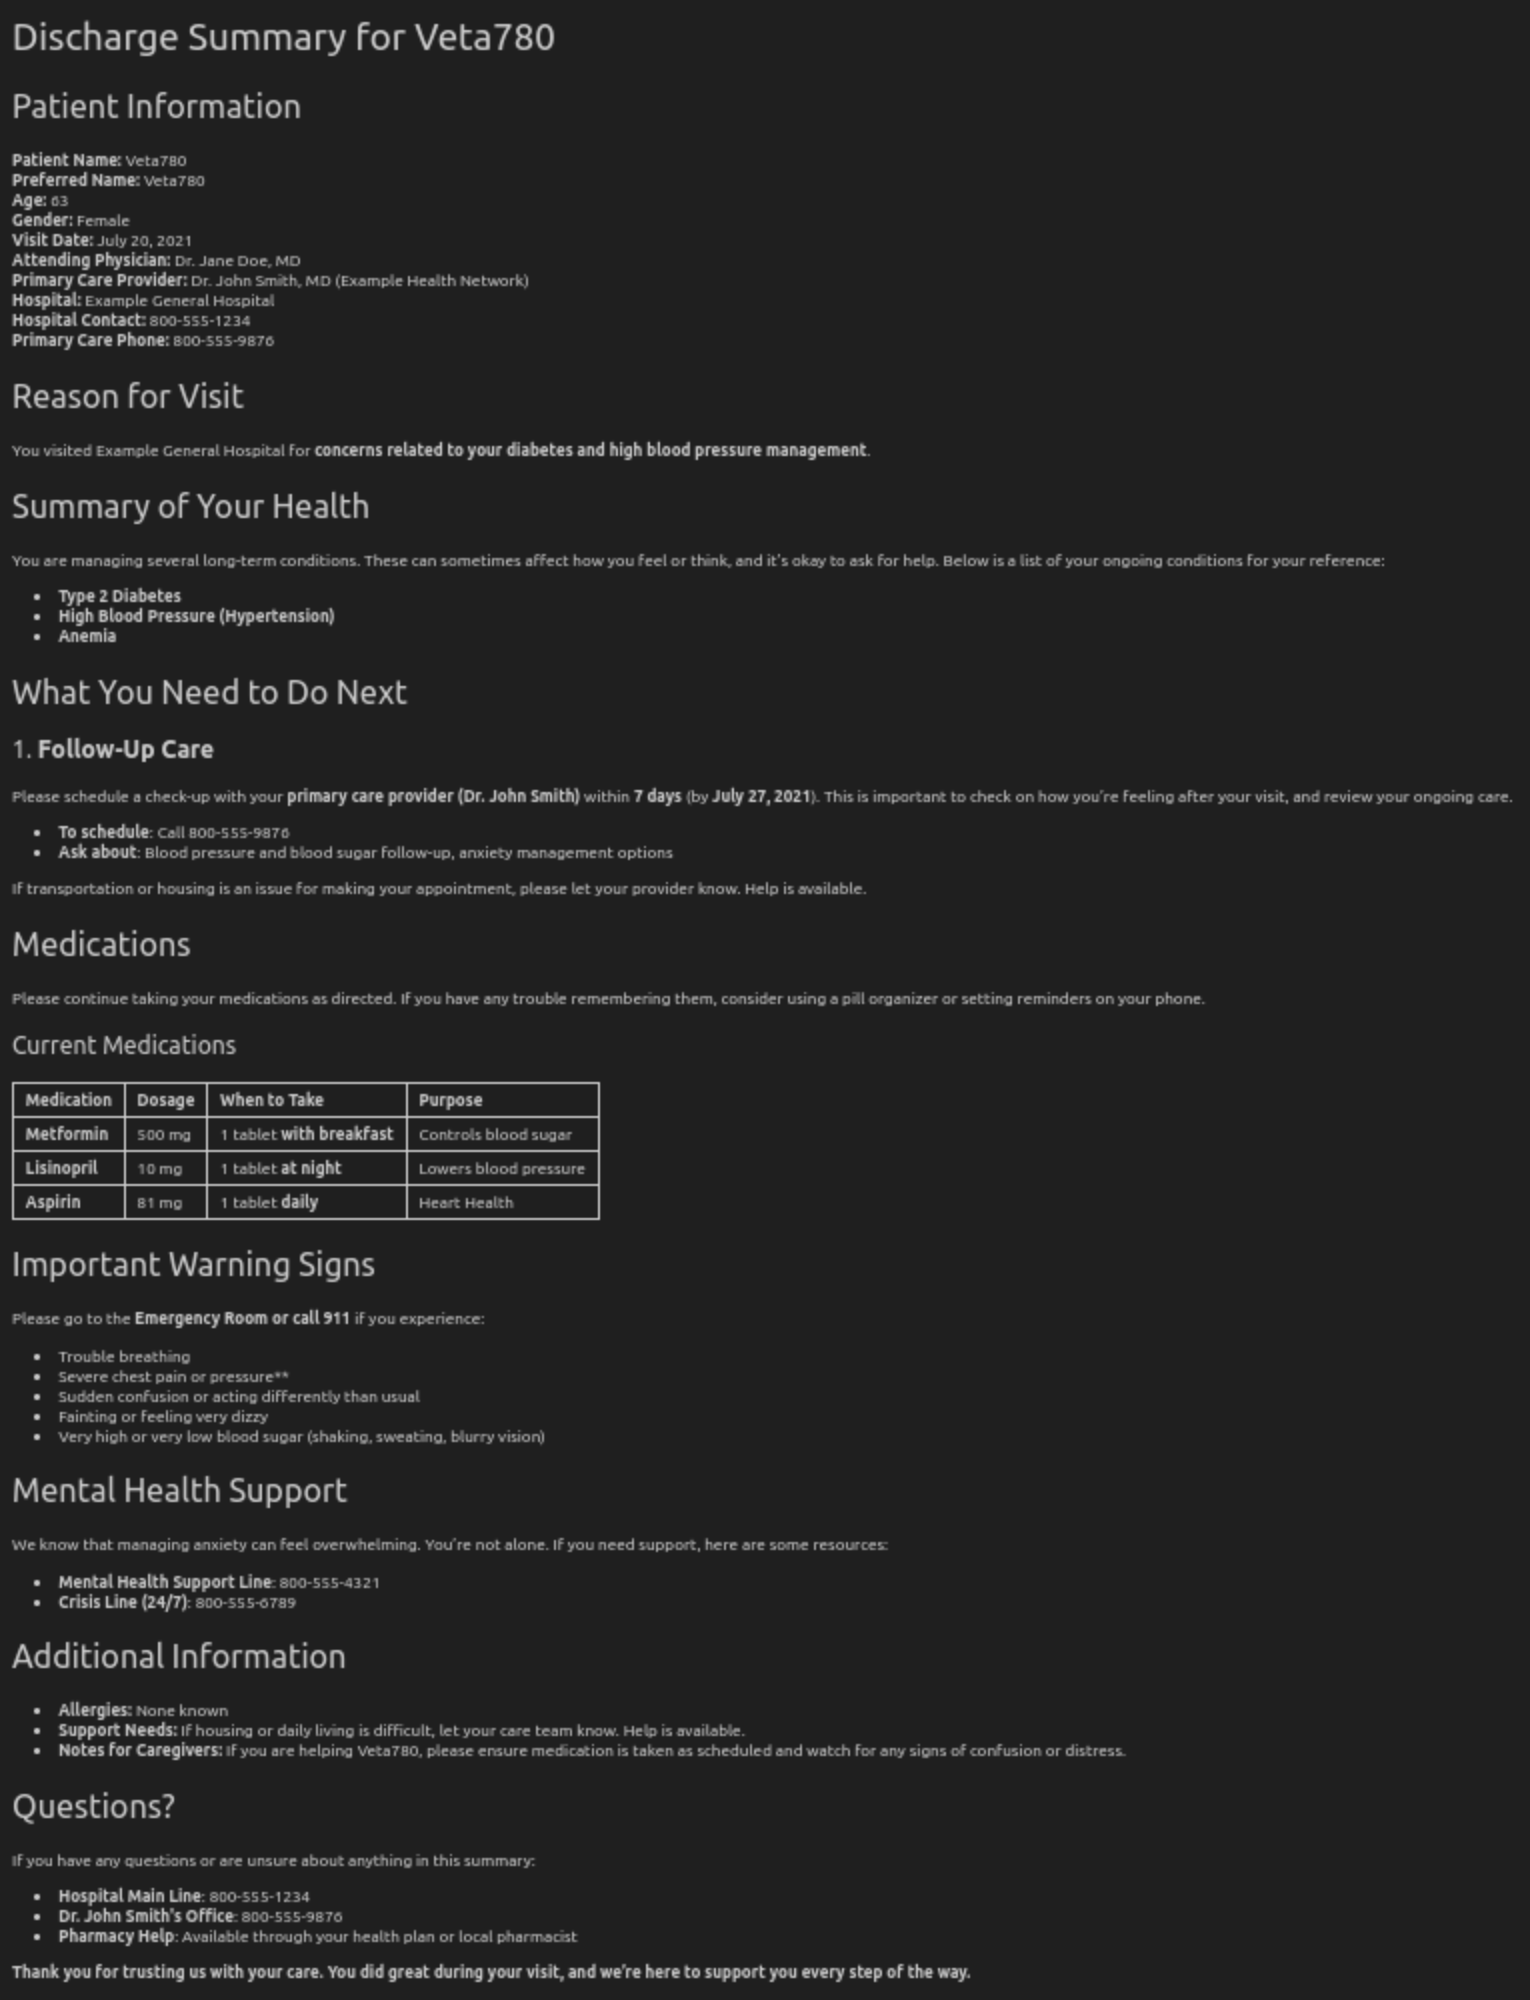 Discharge Summary for Veta780
Patient Information
Patient Name: Veta780
Preferred Name: Veta780
Age: 63
Gender: Female
Visit Date: July 20, 2021
Attending Physician: Dr. Jane Doe, MD
Primary Care Provider: Dr. John Smith, MD (Example Health Network)
Hospital: Example General Hospital
Hospital Contact: 800-555-1234
Primary Care Phone: 800-555-9876
Reason for Visit
You visited Example General Hospital for concerns related to your diabetes and high blood pressure management.
Summary of Your Health
You are managing several long-term conditions. These can sometimes affect how you feel or think, and it's okay to ask for help. Below is a list of your ongoing conditions for your reference:
• Type 2 Diabetes
• High Blood Pressure (Hypertension)
• Anemia
What You Need to Do Next
1. Follow-Up Care
Please schedule a check-up with your primary care provider (Dr. John Smith) within 7 days (by July 27, 2021). This is important to check on how you're feeling after your visit, and review your ongoing care.
• To schedule: Call 800-555-9876
• Ask about: Blood pressure and blood sugar follow-up, anxiety management options
If transportation or housing is an issue for making your appointment, please let your provider know. Help is available.
Medications
Please continue taking your medications as directed. If you have any trouble remembering them, consider using a pill organizer or setting reminders on your phone.
Current Medications
Medication Dosage When to Take Purpose
Metformin 500 mg 1 tablet with breakfast Controls blood sugar
Lisinopril 10 mg 1 tablet at night Lowers blood pressure
Aspirin 81 mg 1 tablet daily Heart Health
Important Warning Signs
Please go to the Emergency Room or call 911 if you experience:
• Trouble breathing
• Severe chest pain or pressure**
• Sudden confusion or acting differently than usual
• Fainting or feeling very dizzy
• Very high or very low blood sugar (shaking, sweating, blurry vision)
Mental Health Support
We know that managing anxiety can feel overwhelming. You're not alone. If you need support, here are some resources:
• Mental Health Support Line: 800-555-4321
• Crisis Line (24/7): 800-555-6789
Additional Information
• Allergies: None known
• Support Needs: If housing or daily living is difficult, let your care team know. Help is available.
• Notes for Caregivers: If you are helping Veta780, please ensure medication is taken as scheduled and watch for any signs of confusion or distress.
Questions?
If you have any questions or are unsure about anything in this summary:
• Hospital Main Line: 800-555-1234
• Dr. John Smith's Office: 800-555-9876
• Pharmacy Help: Available through your health plan or local pharmacist
Thank you for trusting us with your care. You did great during your visit, and we're here to support you every step of the way.